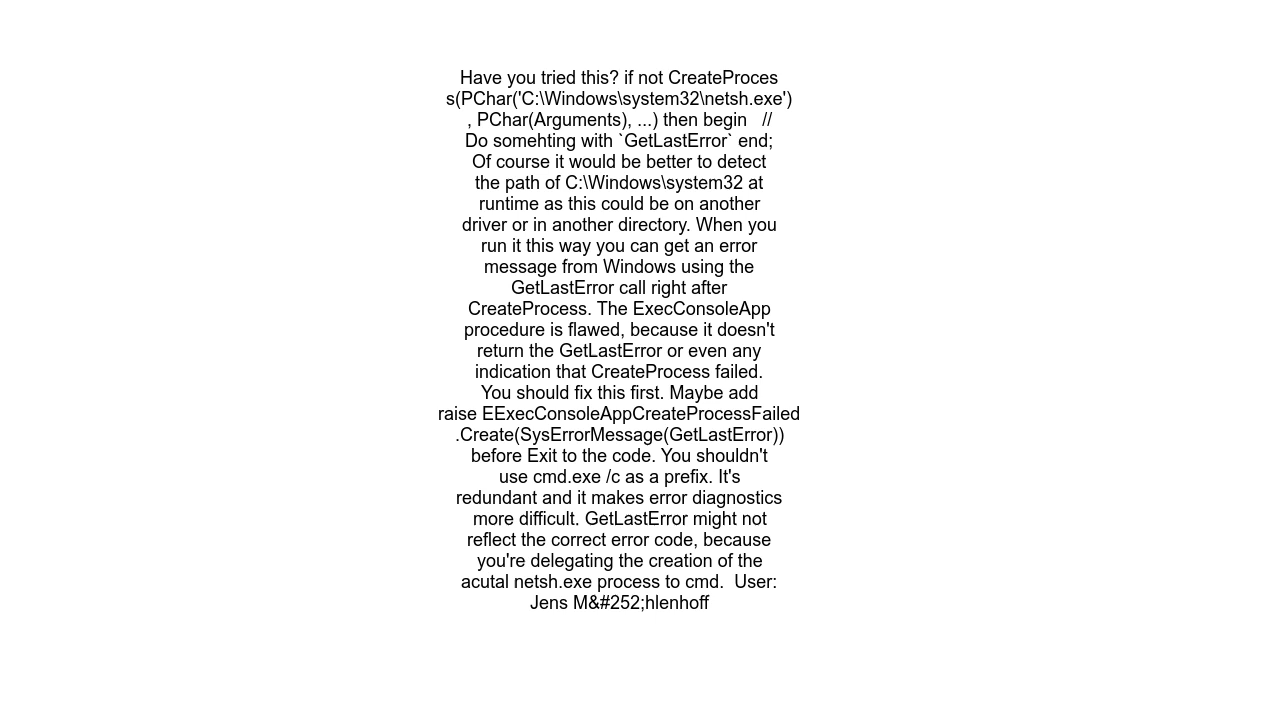 Have you tried this? if not CreateProces
s(PChar('C:\Windows\system32\netsh.exe')
, PChar(Arguments), ...) then begin   //
Do somehting with `GetLastError` end;
Of course it would be better to detect
the path of C:\Windows\system32 at
runtime as this could be on another
driver or in another directory. When you
run it this way you can get an error
message from Windows using the
GetLastError call right after
CreateProcess. The ExecConsoleApp
procedure is flawed, because it doesn't
return the GetLastError or even any
indication that CreateProcess failed.
You should fix this first. Maybe add
raise EExecConsoleAppCreateProcessFailed
.Create(SysErrorMessage(GetLastError))
before Exit to the code. You shouldn't
use cmd.exe /c as a prefix. It's
redundant and it makes error diagnostics
more difficult. GetLastError might not
reflect the correct error code, because
you're delegating the creation of the
acutal netsh.exe process to cmd.  User:
Jens M&#252;hlenhoff